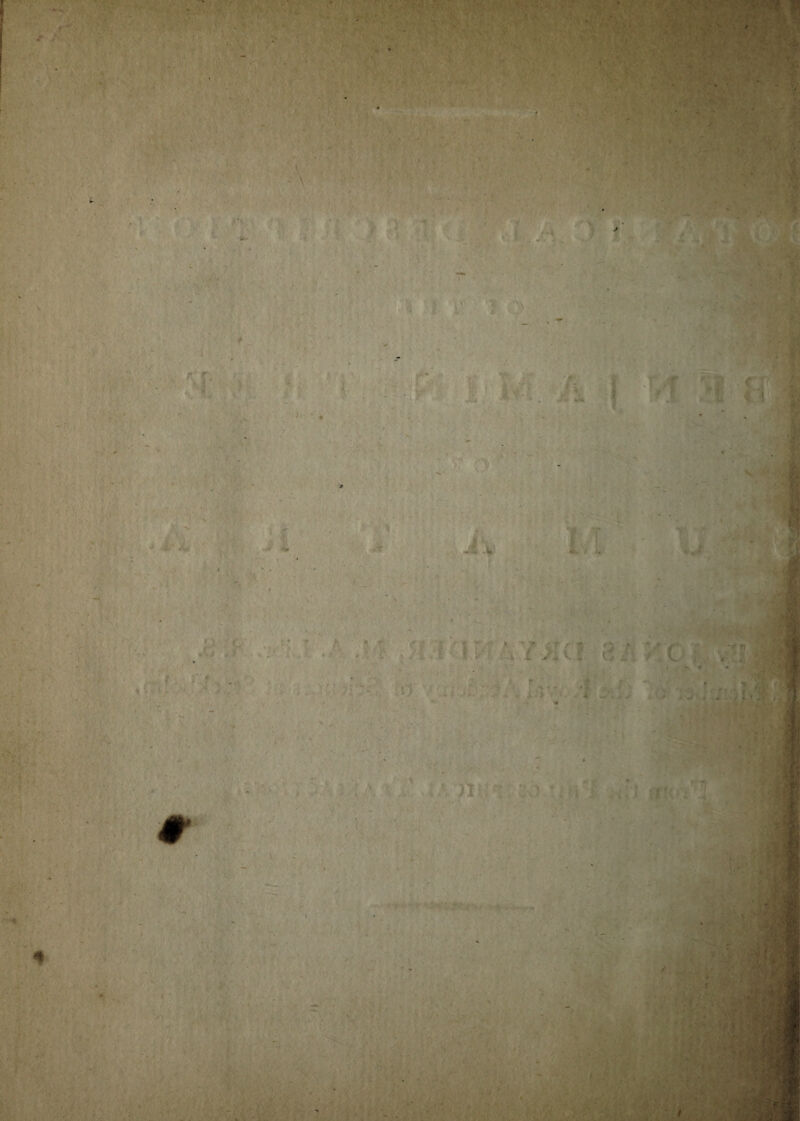 BOTANICAL DESCRIPTION
OF THE
BENJAMIN TREE
OF
SUMATRA.
By JONAS DRYANDER, M. A. F. R. S.
Member of the Royal Academy of Sciences at Stockholm.
From the PHILOSOPHICAL TRANSACTIONS.